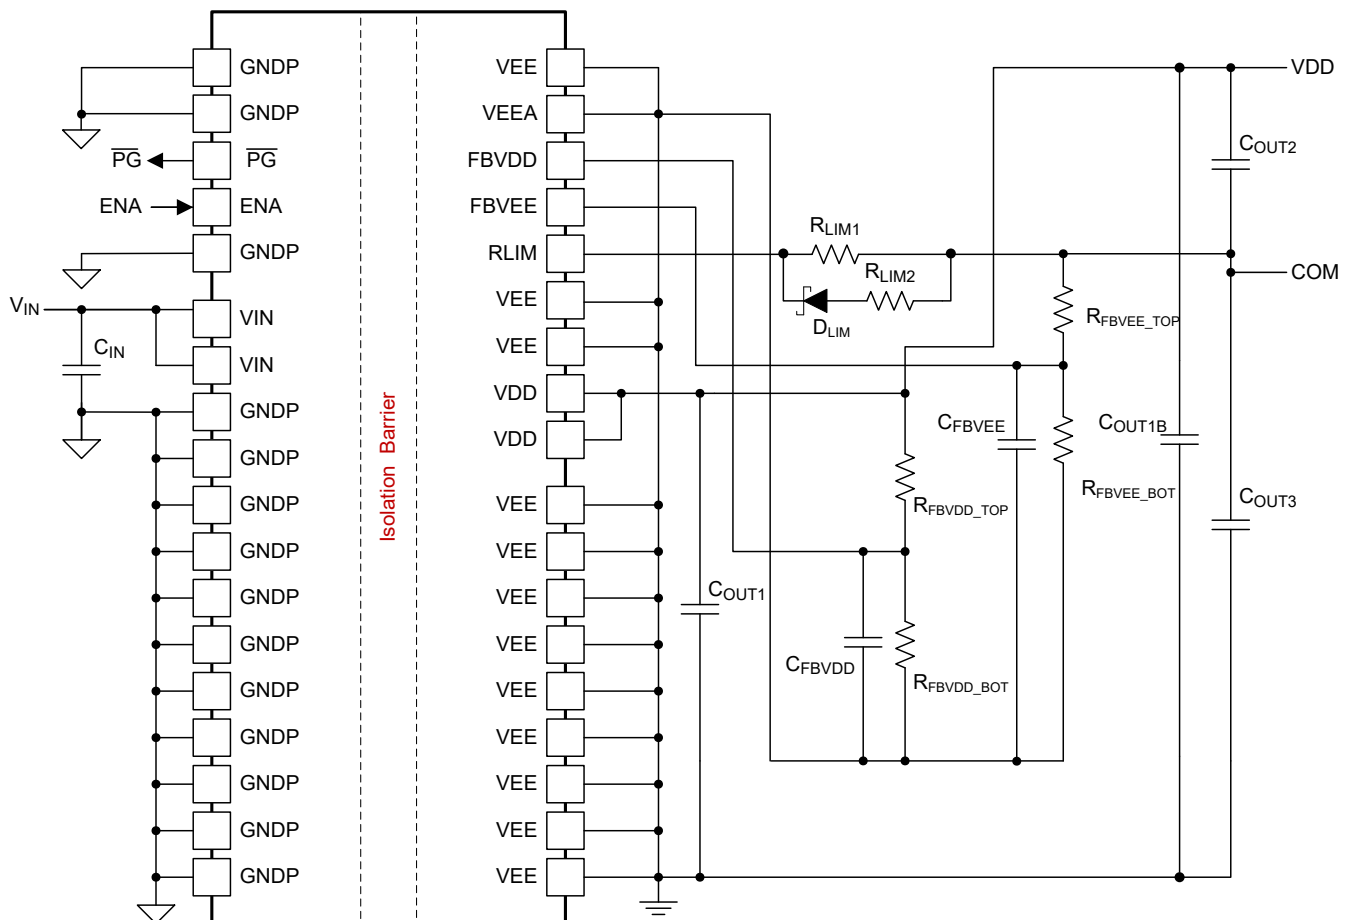 GNDP
VEE
VDD
GNDP
VEEA
COUT2
PG
PG
FBVDD
ENA
ENA
FBVEE
RLIM1
GNDP
RLIM
RLIM2
COM
VIN
VIN
VEE
DLIM
RFBVEE_TOP
CIN
VIN
VEE
GNDP
VDD
CFBVEE
COUT1B
GNDP
VDD
RFBVEE_BOT
COUT3
Isolation Barrier
GNDP
VEE
RFBVDD_TOP
GNDP
VEE
GNDP
VEE
COUT1
GNDP
VEE
CFBVDD
RFBVDD_BOT
GNDP
VEE
GNDP
VEE
GNDP
VEE
GNDP
VEE
GNDP
VEE